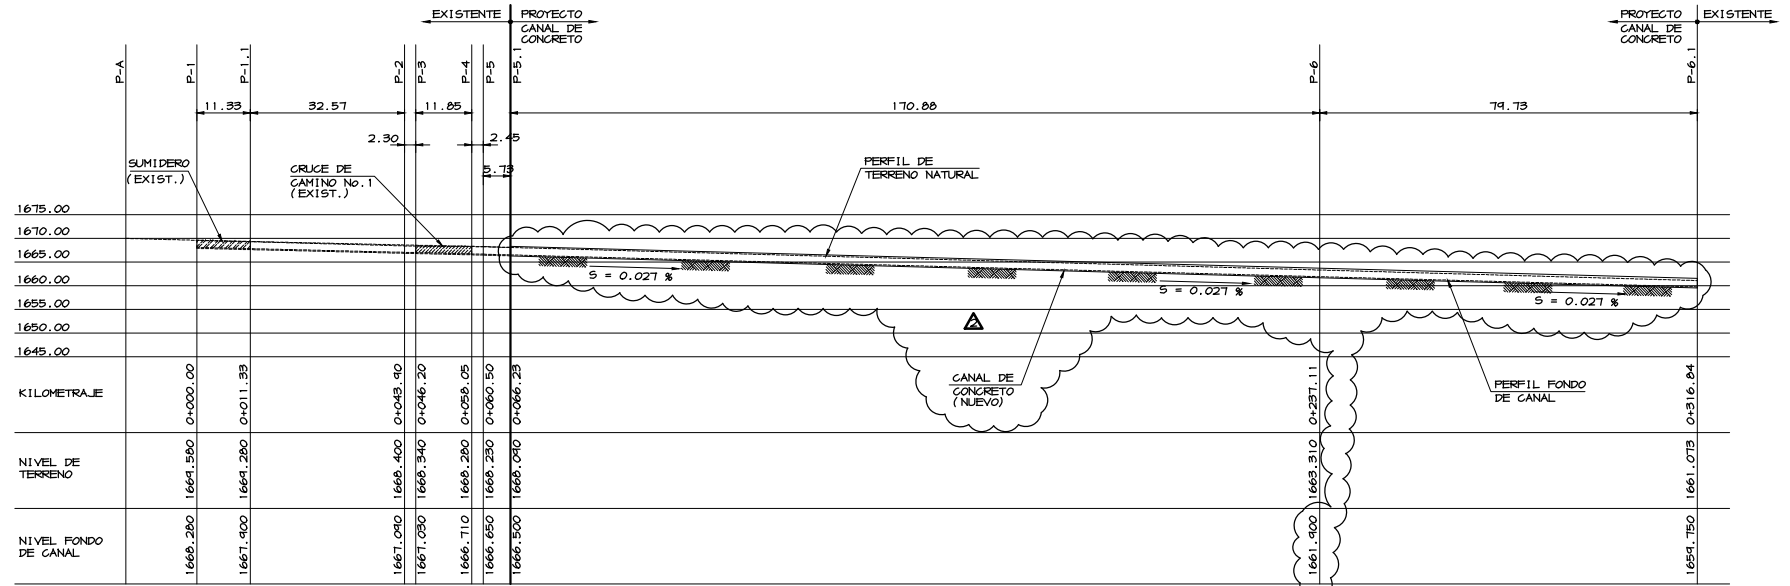 EXISTENTE PROYECTO
CANAL DE
CONCRETO
PROYECTO EXISTENTE
CANAL DE
CONCRETO
P-A
P-1
P-1.1
P-2
P-3
P-4
P-5
P-5.1
P-6
P-6.1
11.33
32.57
11.85
170.88
79.73
2.30
2.45
5.73
SUMIDERO
(EXIST.)
CRUCE DE
CAMINO No.1
(EXIST.)
PERFIL DE
TERRENO NATURAL
1675.00
1670.00
1665.00
1660.00
1655.00
1650.00
1645.00
S = 0.027 %
S = 0.027 %
S = 0.027 %
2
CANAL DE
CONCRETO
(NUEVO)
PERFIL FONDO
DE CANAL
KILOMETRAJE
0+000.00
0+011.33
0+043.90
0+046.20
0+058.05
0+060.50
0+066.23
0+237.11
0+316.84
NIVEL DE
TERRENO
1669.580
1669.280
1668.400
1668.340
1668.280
1668.230
1668.090
1663.310
1661.073
NIVEL FONDO
DE CANAL
1668.280
1667.900
1667.090
1667.030
1666.710
1666.650
1666.500
1661.900
1659.750